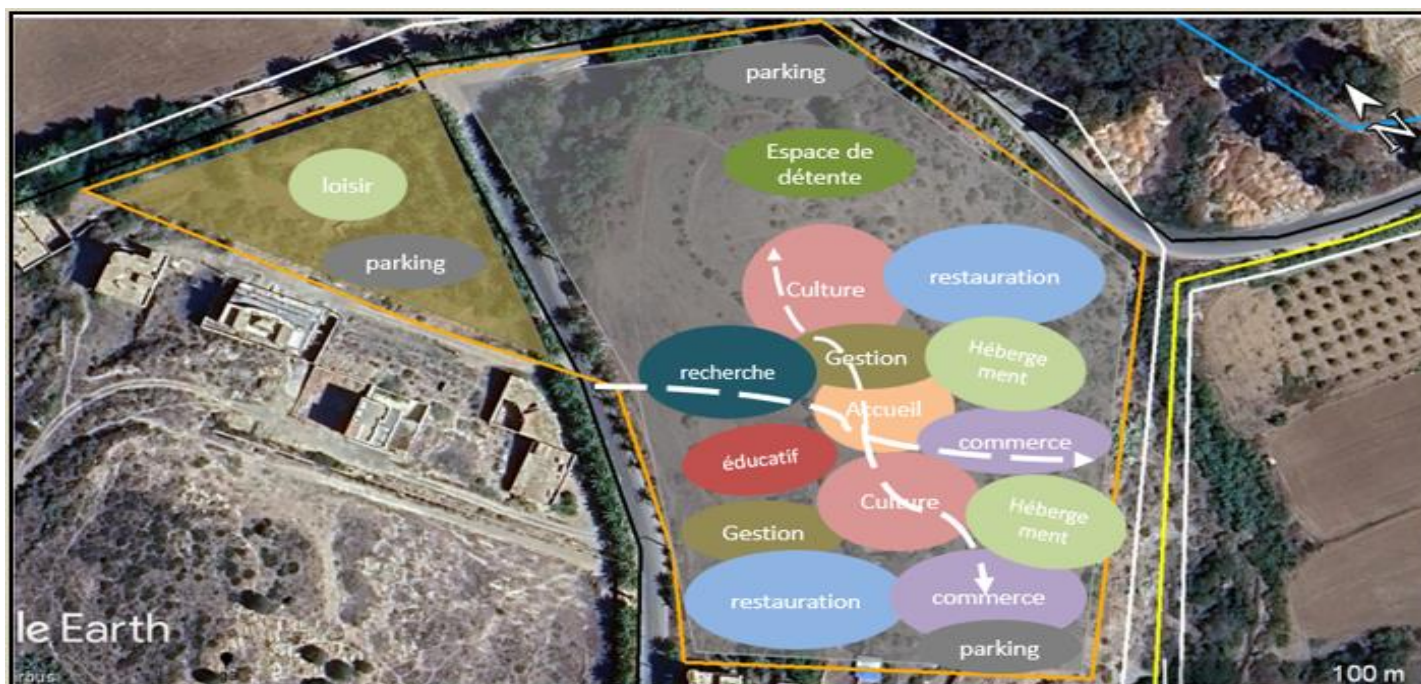 parking
Espace de
détente
loisir
parking
Culture
restauration
Gestion
Héberge
ment
recherche
Accueil
commerce
éducatif
Culture
Héberge
ment
Gestion
restauration
commerce
parking
N
le Earth
100 m